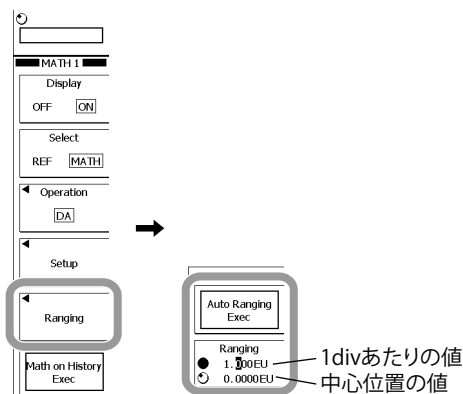 MATH 1
Display
OFF ON
Select
REF MATH
Operation
DA
Setup
Ranging
Math on History
Exec
Auto Ranging
Exec
Ranging
1.000EU
0.0000EU
1divあたりの値
中心位置の値